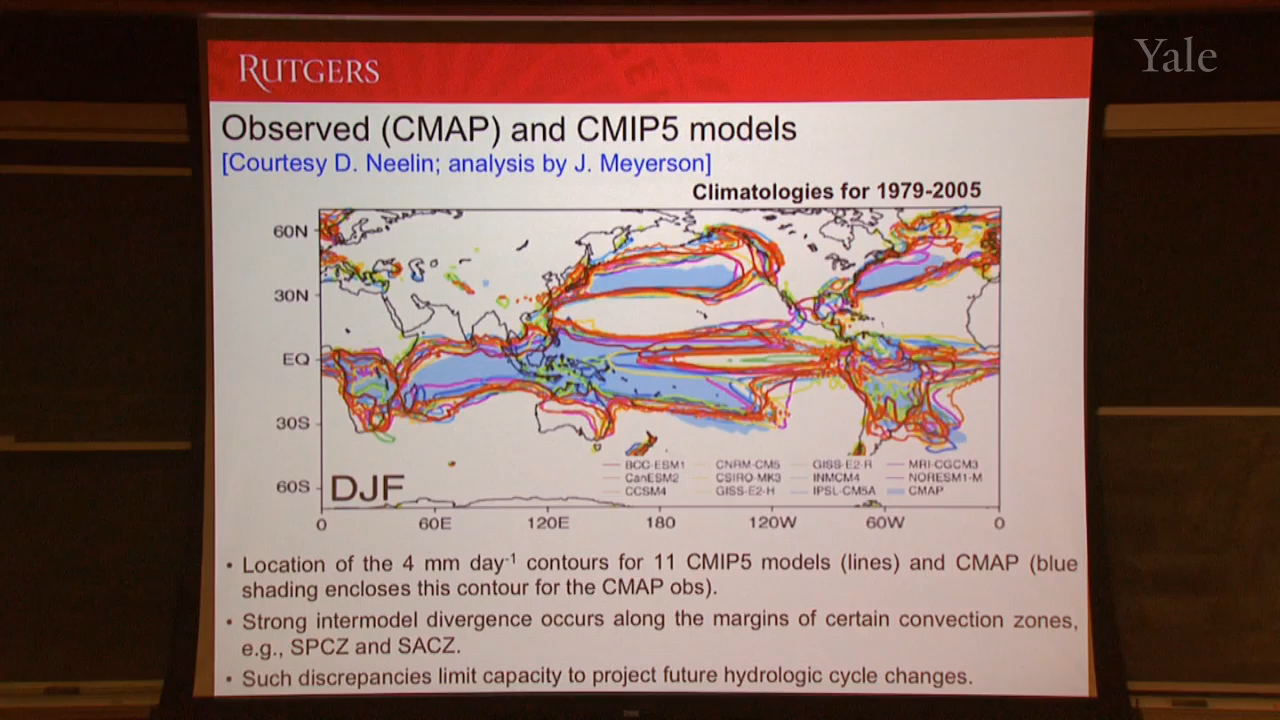 Yale
RUTGERS
Observed (CMAP) and CMIP5 models
[Courtesy D. Neelin; analysis by J. Meyerson]
Climatologies for 1979-2005
60N
30N
EQ
30S
60S
DJF
BCC-ESM1 CNRM-CM5 GISS-E2-R MRI-CGCM3
CanESM2 CSIRO-MK3 INMCM4 NORESM1-M
CCSM4 GISS-E2-H IPSL-CM5A CMAP
0 60E 120E 180 120W 60W 0
• Location of the 4 mm day-1 contours for 11 CMIP5 models (lines) and CMAP (blue
shading encloses this contour for the CMAP obs).
• Strong intermodel divergence occurs along the margins of certain convection zones,
e.g., SPCZ and SACZ.
• Such discrepancies limit capacity to project future hydrologic cycle changes.